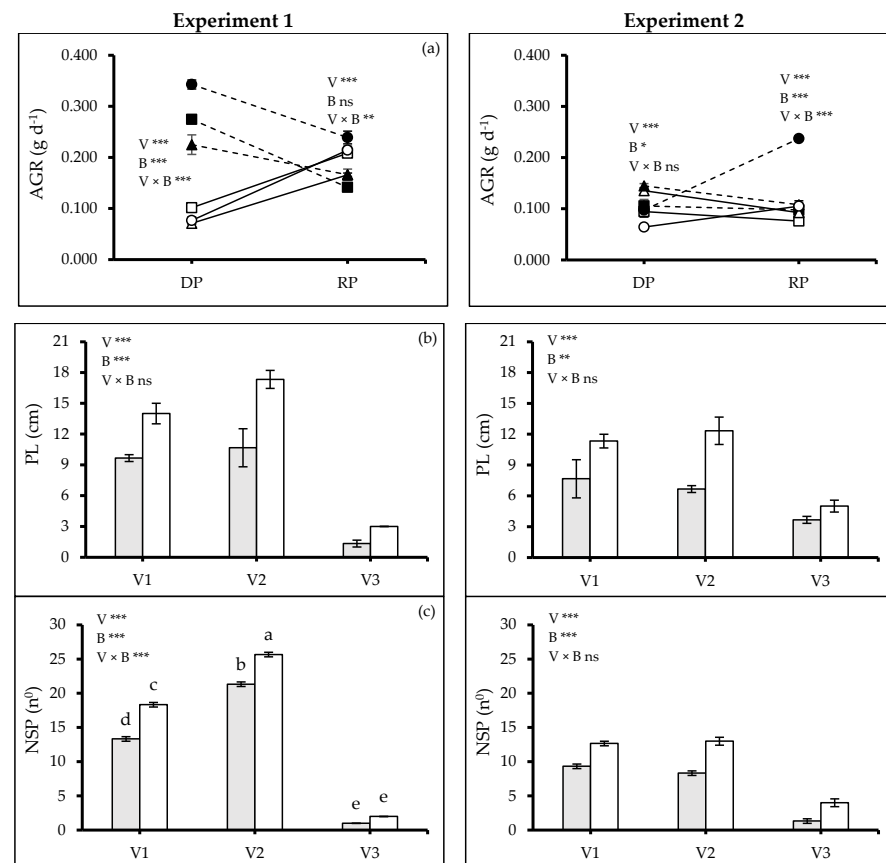 Experiment 1
Experiment 2
(a)
AGR (g d-1)
0.400
0.300
0.200
0.100
0.000
V ***
B ***
V × B ***
V ***
B ns
V × B **
DP
RP
AGR (g d-1)
0.400
0.300
0.200
0.100
0.000
V ***
B *
V × B ns
V ***
B ***
V × B ***
DP
RP
(b)
PL (cm)
21
18
15
12
9
6
3
0
V ***
B ***
V × B ns
V1
V2
V3
PL (cm)
21
18
15
12
9
6
3
0
V ***
B **
V × B ns
V1
V2
V3
(c)
NSP (n0)
30
25
20
15
10
5
0
V ***
B ***
V × B ***
d
c
b
a
e
e
V1
V2
V3
NSP (n0)
30
25
20
15
10
5
0
V ***
B ***
V × B ns
V1
V2
V3